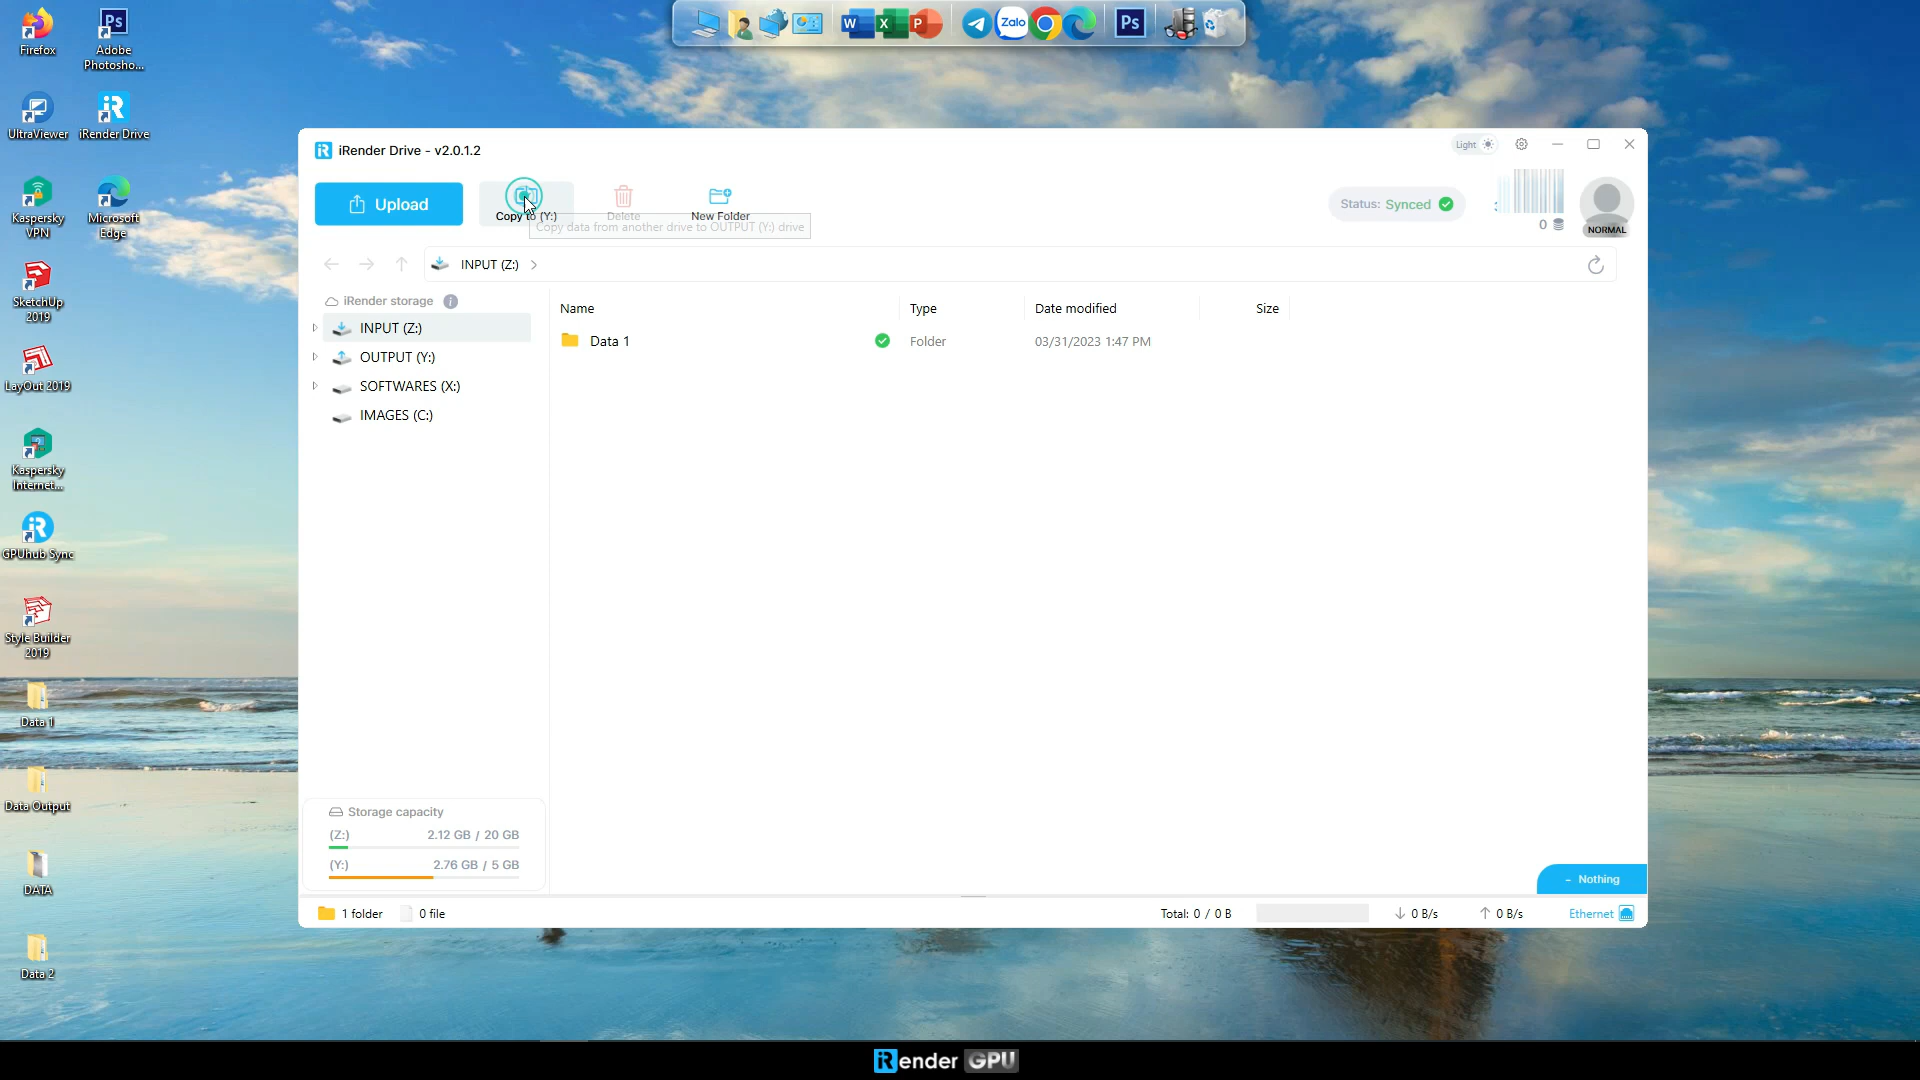 Firefox
Adobe
Photosho...
UltraViewer
iRender Drive
Kaspersky
VPN
Microsoft
Edge
SketchUp
2019
LayOut 2019
Kaspersky
Internet...
GPUhub Sync
Style Builder
2019
Data 1
Data Output
DATA
Data 2
W
X
P
Zalo
Ps
iRender Drive - v2.0.1.2
Light
Upload
Copy to (Y:)
Delete
New Folder
Copy data from another drive to OUTPUT (Y:) drive
Status: Synced
0
NORMAL
INPUT (Z:)
iRender storage
INPUT (Z:)
OUTPUT (Y:)
SOFTWARES (X:)
IMAGES (C:)
Name Type Date modified Size
Data 1 Folder 03/31/2023 1:47 PM
Storage capacity
(Z:) 2.12 GB / 20 GB
(Y:) 2.76 GB / 5 GB
- Nothing
1 folder 0 file
Total: 0 / 0 B
0 B/s
0 B/s
Ethernet
iRender GPU